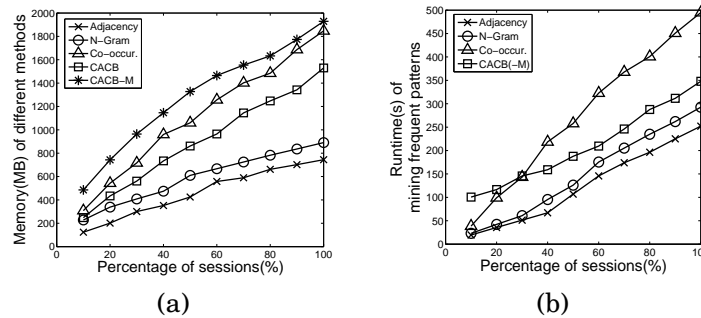 2000
1800
1600
1400
1200
1000
800
600
400
200
0
Memory(MB) of different methods
Adjacency
N-Gram
Co-occur.
CACB
CACB-M
0 20 40 60 80 100
Percentage of sessions(%)
(a)
500
450
400
350
300
250
200
150
100
50
0
Runtime(s) of
mining frequent patterns
Adjacency
N-Gram
Co-occur.
CACB(-M)
0 20 40 60 80 100
Percentage of sessions(%)
(b)